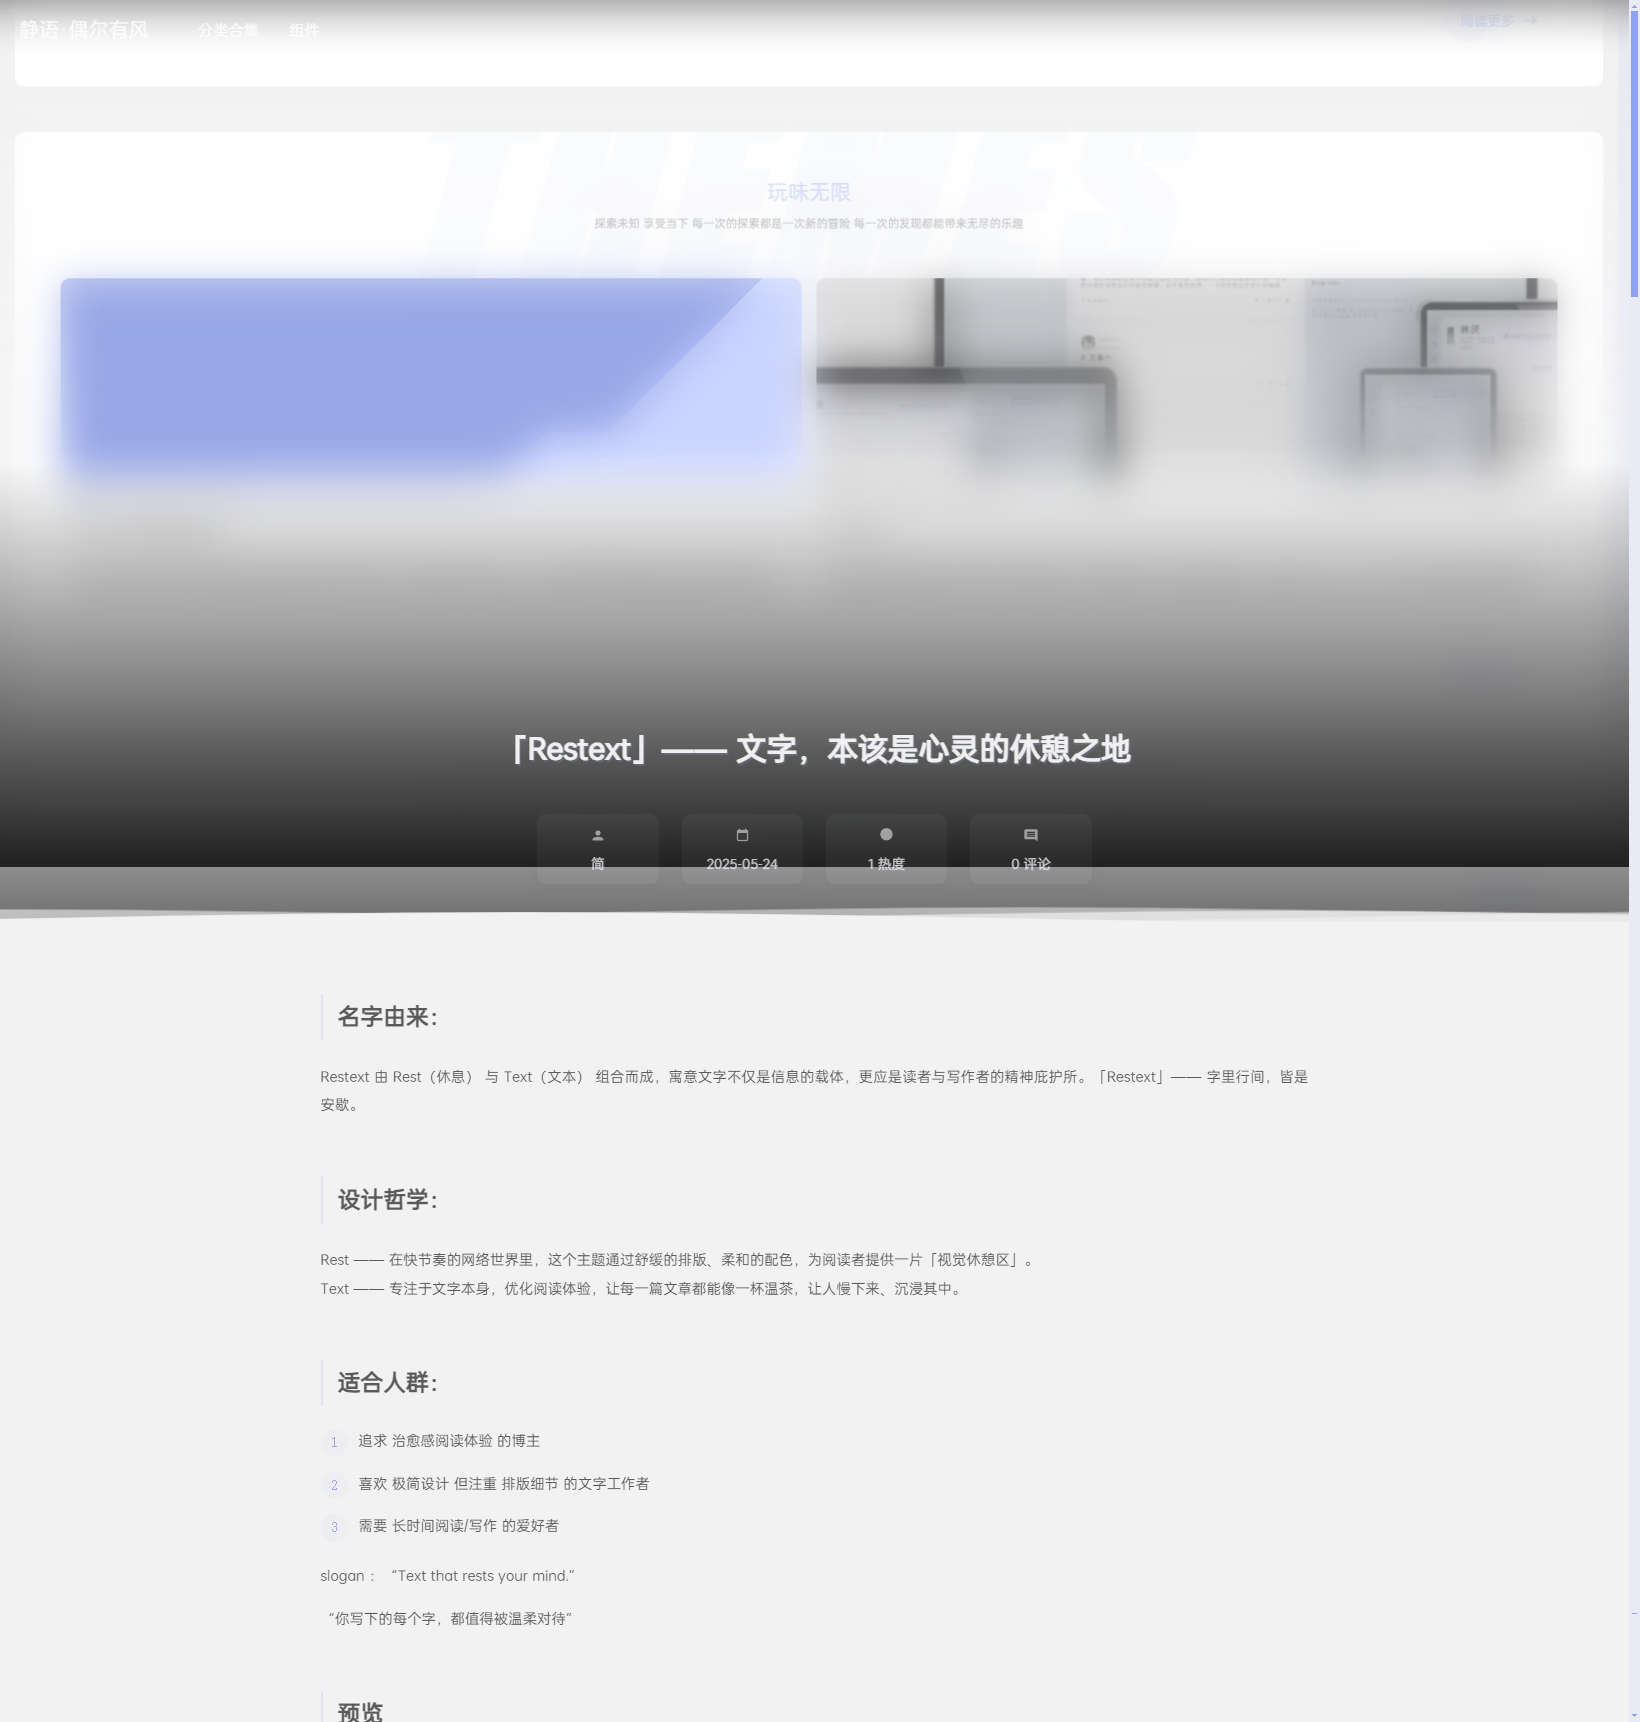 静语·偶尔有风
分类合集
组件
阅读更多
THEMES
玩味无限
探索未知 享受当下 每一次的探索都是一次新的冒险 每一次的发现都能带来无尽的乐趣
「Restext」—— 文字，本该是心灵的休憩之地
简
2025-05-24
1 热度
0 评论
名字由来：
Restext 由 Rest（休息） 与 Text（文本） 组合而成，寓意文字不仅是信息的载体，更应是读者与写作者的精神庇护所。「Restext」—— 字里行间，皆是
安歇。
设计哲学：
Rest —— 在快节奏的网络世界里，这个主题通过舒缓的排版、柔和的配色，为阅读者提供一片「视觉休憩区」。
Text —— 专注于文字本身，优化阅读体验，让每一篇文章都能像一杯温茶，让人慢下来、沉浸其中。
适合人群：
1 追求 治愈感阅读体验 的博主
2 喜欢 极简设计 但注重 排版细节 的文字工作者
3 需要 长时间阅读/写作 的爱好者
slogan： “Text that rests your mind.”
“你写下的每个字，都值得被温柔对待”
预览